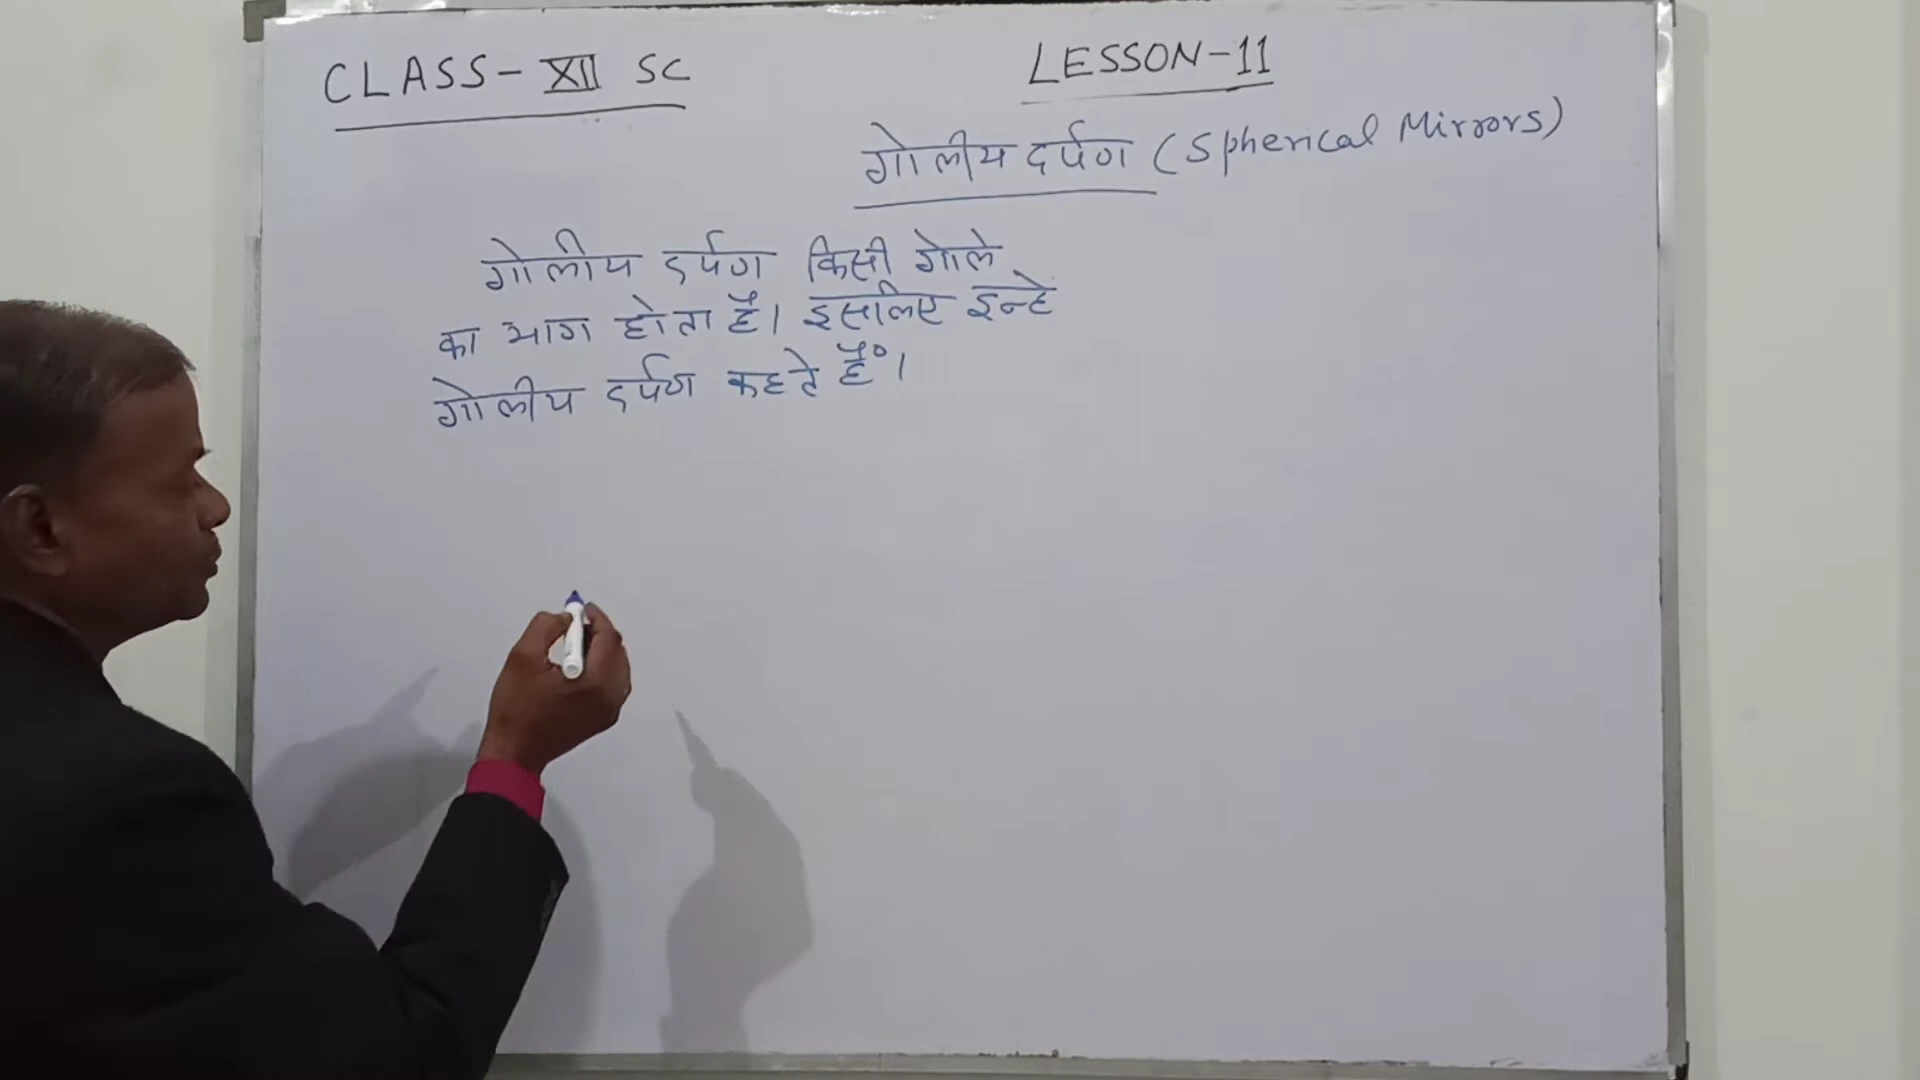 CLASS-XII SC
LESSON-11
गोलीय दर्पण (Spherical Mirrors)
गोलीय दर्पण किसी गोले
का भाग होता है। इसलिए इन्हे
गोलीय दर्पण कहते हैं।